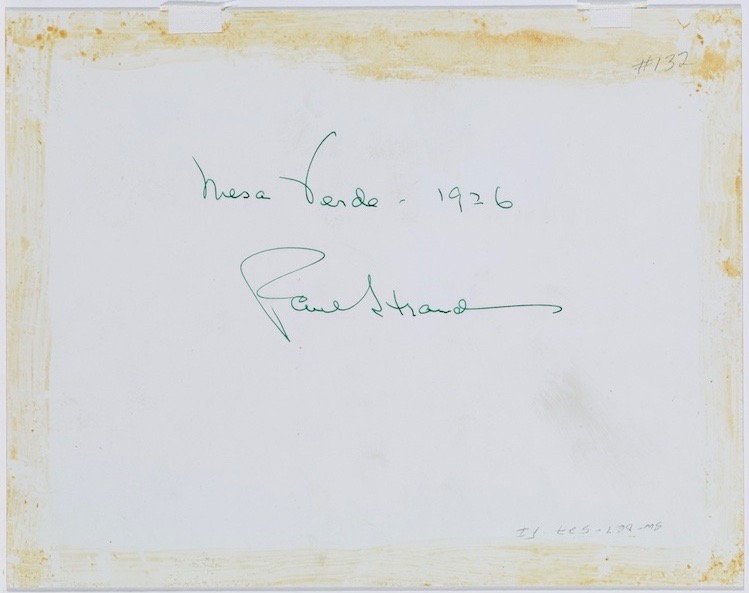 #132
Mesa Verde - 1926
Paul Strand